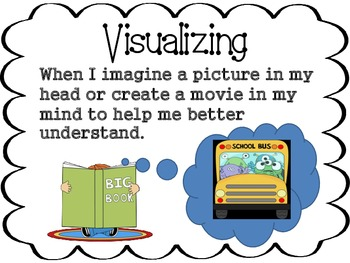 Visualizing
When I imagine a picture in my
head or create a movie in my
mind to help me better
understand.
SCHOOL BUS
BIG
BOOK